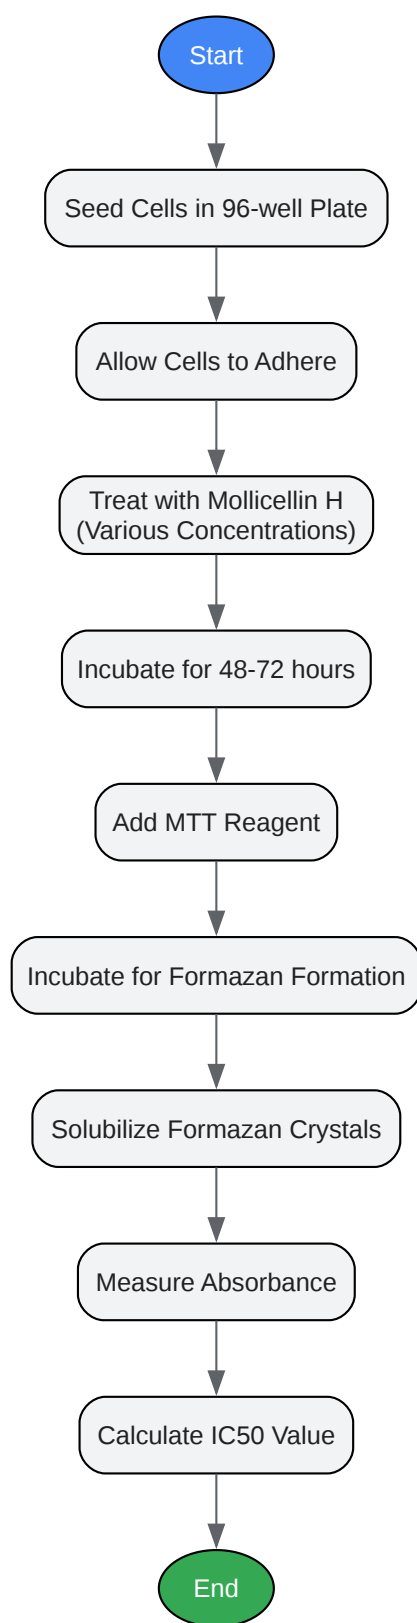 Start
Seed Cells in 96-well Plate
Allow Cells to Adhere
Treat with Mollicellin H
(Various Concentrations)
Incubate for 48-72 hours
Add MTT Reagent
Incubate for Formazan Formation
Solubilize Formazan Crystals
Measure Absorbance
Calculate IC50 Value
End